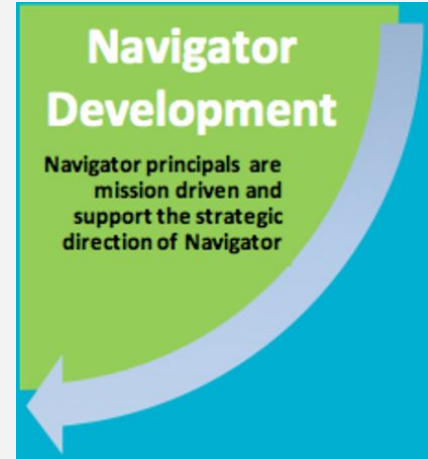 Navigator
Development
Navigator principals are
mission driven and
support the strategic
direction of Navigator